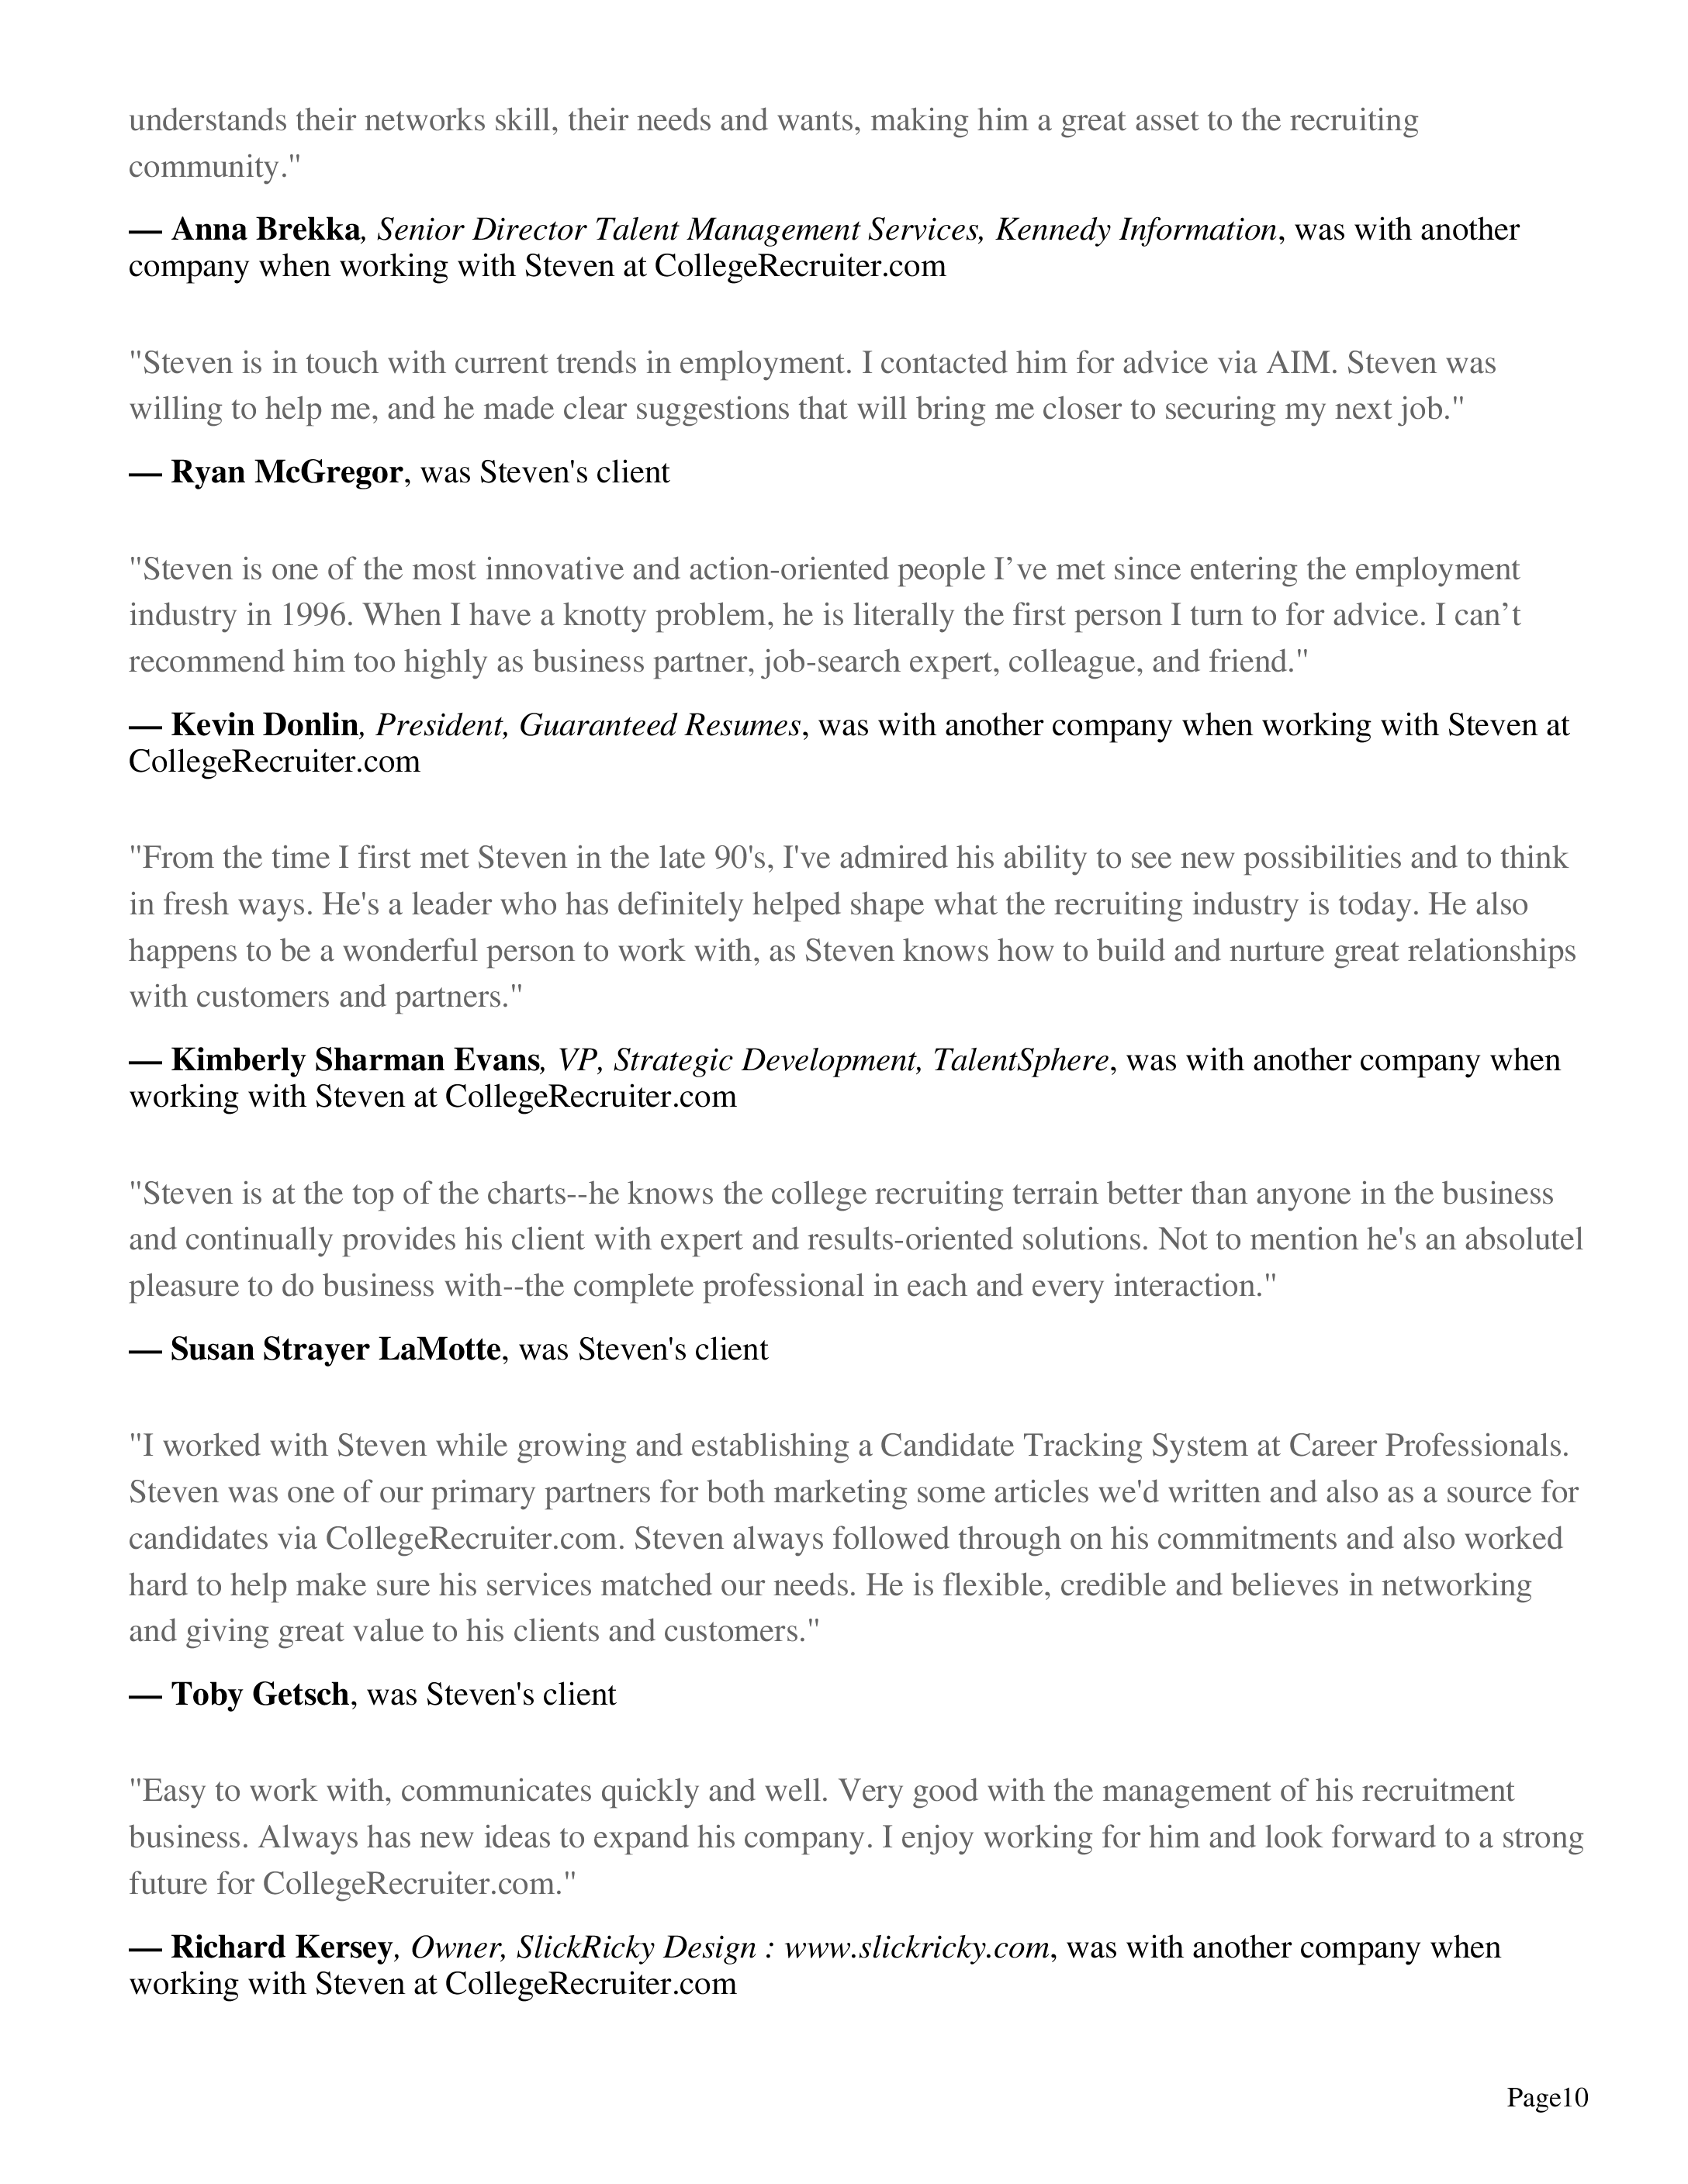 understands their networks skill, their needs and wants, making him a great asset to the recruiting
community."
— Anna Brekka, Senior Director Talent Management Services, Kennedy Information, was with another
company when working with Steven at CollegeRecruiter.com
"Steven is in touch with current trends in employment. I contacted him for advice via AIM. Steven was
willing to help me, and he made clear suggestions that will bring me closer to securing my next job."
— Ryan McGregor, was Steven's client
"Steven is one of the most innovative and action-oriented people I’ve met since entering the employment
industry in 1996. When I have a knotty problem, he is literally the first person I turn to for advice. I can’t
recommend him too highly as business partner, job-search expert, colleague, and friend."
— Kevin Donlin, President, Guaranteed Resumes, was with another company when working with Steven at
CollegeRecruiter.com
"From the time I first met Steven in the late 90's, I've admired his ability to see new possibilities and to think
in fresh ways. He's a leader who has definitely helped shape what the recruiting industry is today. He also
happens to be a wonderful person to work with, as Steven knows how to build and nurture great relationships
with customers and partners."
— Kimberly Sharman Evans, VP, Strategic Development, TalentSphere, was with another company when
working with Steven at CollegeRecruiter.com
"Steven is at the top of the charts--he knows the college recruiting terrain better than anyone in the business
and continually provides his client with expert and results-oriented solutions. Not to mention he's an absolutel
pleasure to do business with--the complete professional in each and every interaction."
— Susan Strayer LaMotte, was Steven's client
"I worked with Steven while growing and establishing a Candidate Tracking System at Career Professionals.
Steven was one of our primary partners for both marketing some articles we'd written and also as a source for
candidates via CollegeRecruiter.com. Steven always followed through on his commitments and also worked
hard to help make sure his services matched our needs. He is flexible, credible and believes in networking
and giving great value to his clients and customers."
— Toby Getsch, was Steven's client
"Easy to work with, communicates quickly and well. Very good with the management of his recruitment
business. Always has new ideas to expand his company. I enjoy working for him and look forward to a strong
future for CollegeRecruiter.com."
— Richard Kersey, Owner, SlickRicky Design : www.slickricky.com, was with another company when
working with Steven at CollegeRecruiter.com
Page10